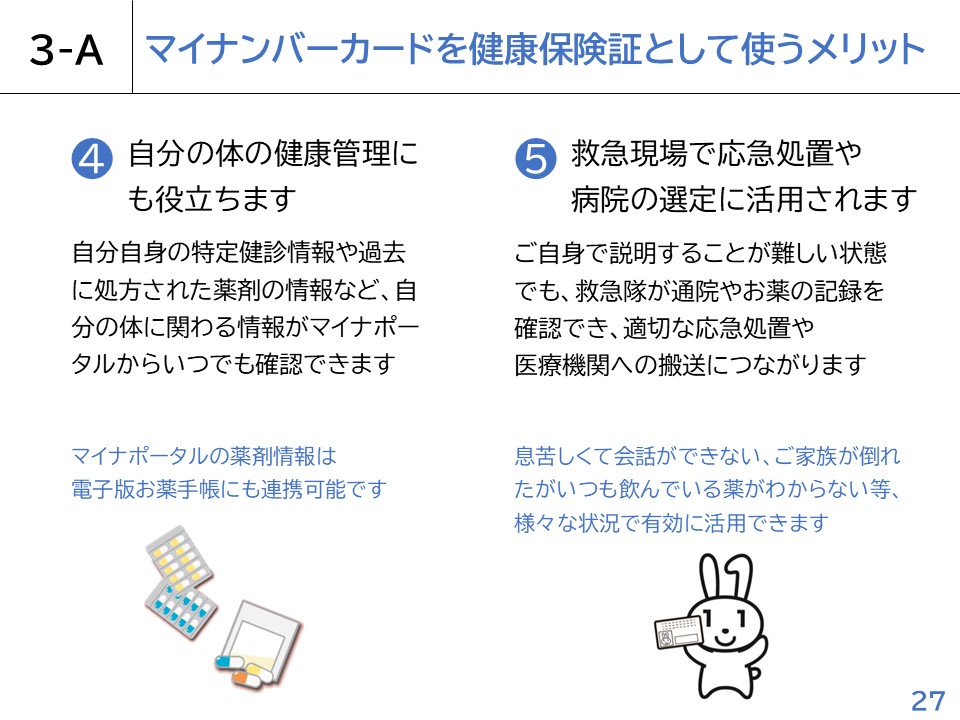 3-A
マイナンバーカードを健康保険証として使うメリット
4
自分の体の健康管理に
も役立ちます
自分自身の特定健診情報や過去
に処方された薬剤の情報など、自
分の体に関わる情報がマイナポー
タルからいつでも確認できます
マイナポータルの薬剤情報は
電子版お薬手帳にも連携可能です
5
救急現場で応急処置や
病院の選定に活用されます
ご自身で説明することが難しい状態
でも、救急隊が通院やお薬の記録を
確認でき、適切な応急処置や
医療機関への搬送につながります
息苦しくて会話ができない、ご家族が倒れ
たがいつも飲んでいる薬がわからない等、
様々な状況で有効に活用できます
27